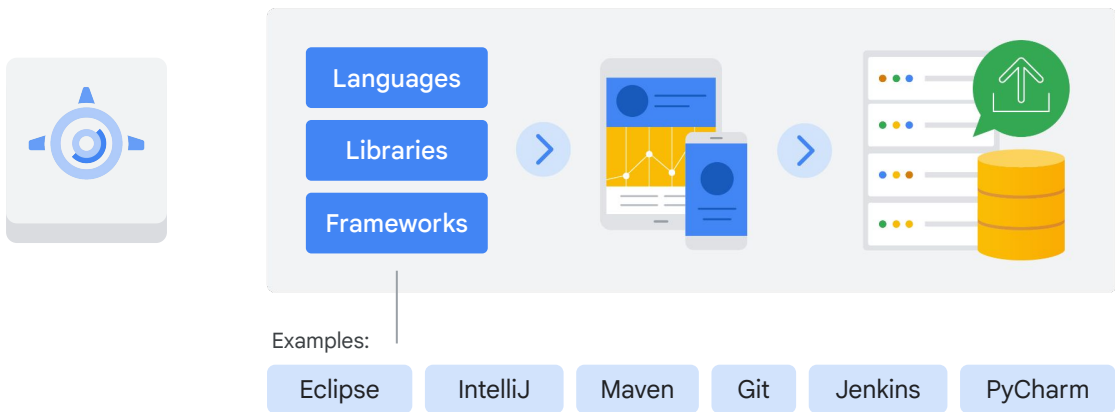 Languages
Libraries
Frameworks
Examples:
Eclipse IntelliJ Maven Git Jenkins PyCharm